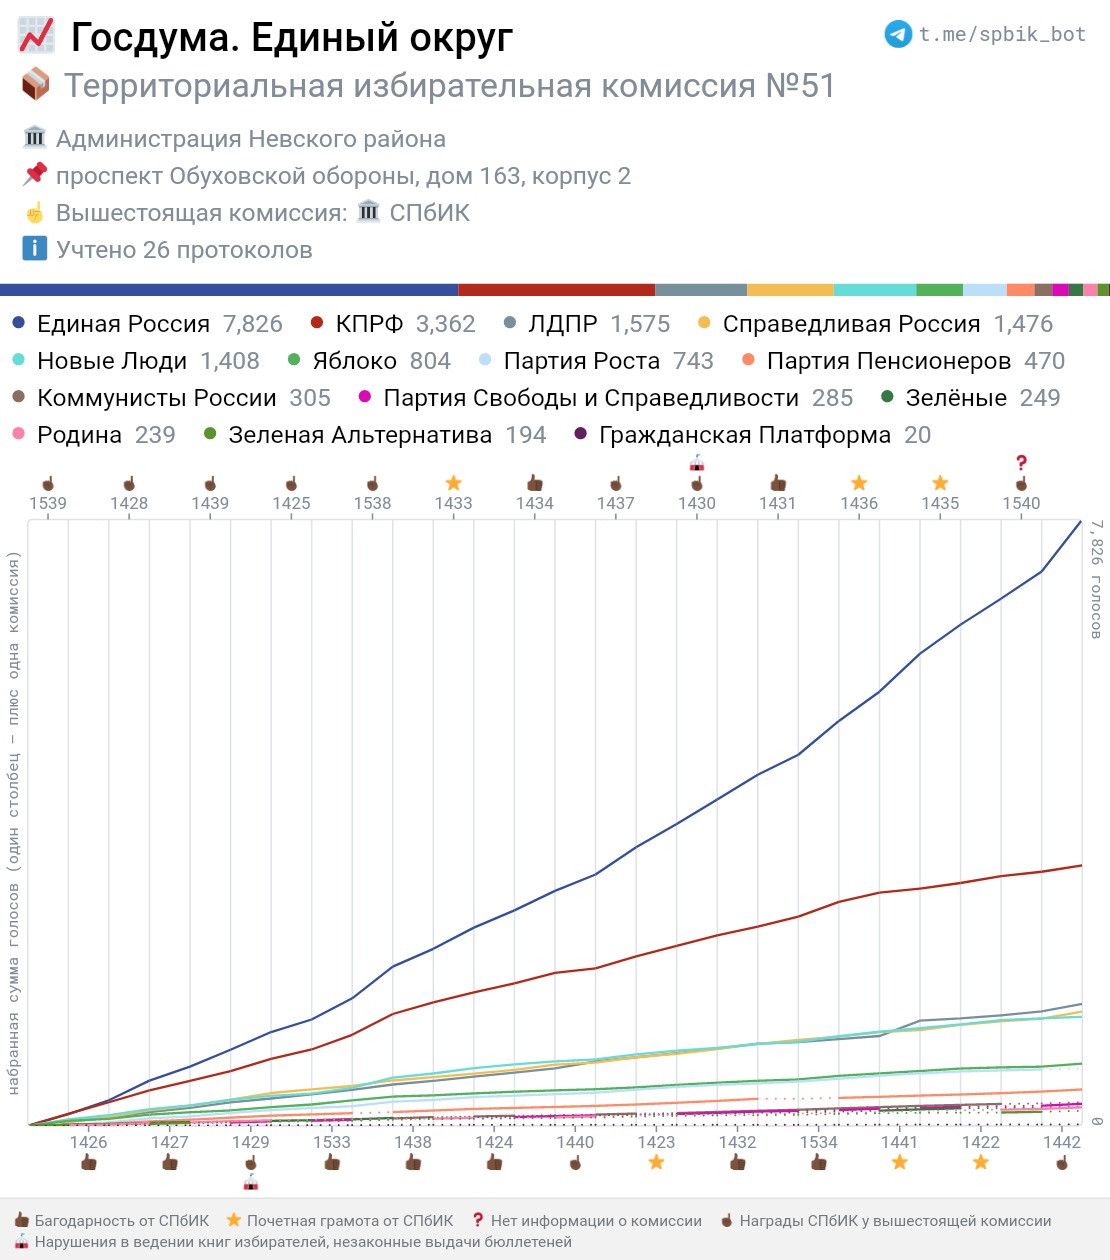 Госдума. Единый округ
t.me/spbik_bot
Территориальная избирательная комиссия №51
Администрация Невского района
проспект Обуховской обороны, дом 163, корпус 2
Вышестоящая комиссия: СПбИК
Учтено 26 протоколов
Единая Россия 7,826 КПРФ 3,362 ЛДПР 1,575 Справедливая Россия 1,476
Новые Люди 1,408 Яблоко 804 Партия Роста 743 Партия Пенсионеров 470
Коммунисты России 305 Партия Свободы и Справедливости 285 Зелёные 249
Родина 239 Зеленая Альтернатива 194 Гражданская Платформа 20
1539 1428 1439 1425 1538 1433 1434 1437 1430 1431 1436 1435 1540
набранная сумма голосов (один столбец — плюс одна комиссия)
7,826 голосов
0
1426 1427 1429 1533 1438 1424 1440 1423 1432 1534 1441 1422 1442
Багодарность от СПбИК Почетная грамота от СПбИК Нет информации о комиссии Награды СПбИК у вышестоящей комиссии
Нарушения в ведении книг избирателей, незаконные выдачи бюллетеней